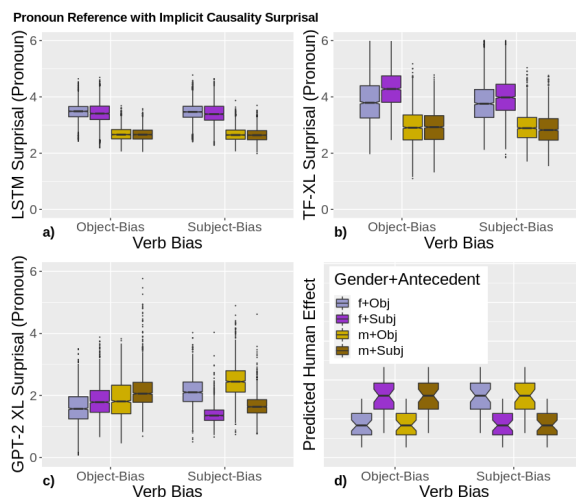 Pronoun Reference with Implicit Causality Surprisal
LSTM Surprisal (Pronoun)
6
4
2
0
a)
Object-Bias
Subject-Bias
Verb Bias
TF-XL Surprisal (Pronoun)
6
4
2
0
b)
Object-Bias
Subject-Bias
Verb Bias
GPT-2 XL Surprisal (Pronoun)
6
4
2
0
c)
Object-Bias
Subject-Bias
Verb Bias
Predicted Human Effect
Gender+Antecedent
f+Obj
f+Subj
m+Obj
m+Subj
d)
Object-Bias
Subject-Bias
Verb Bias